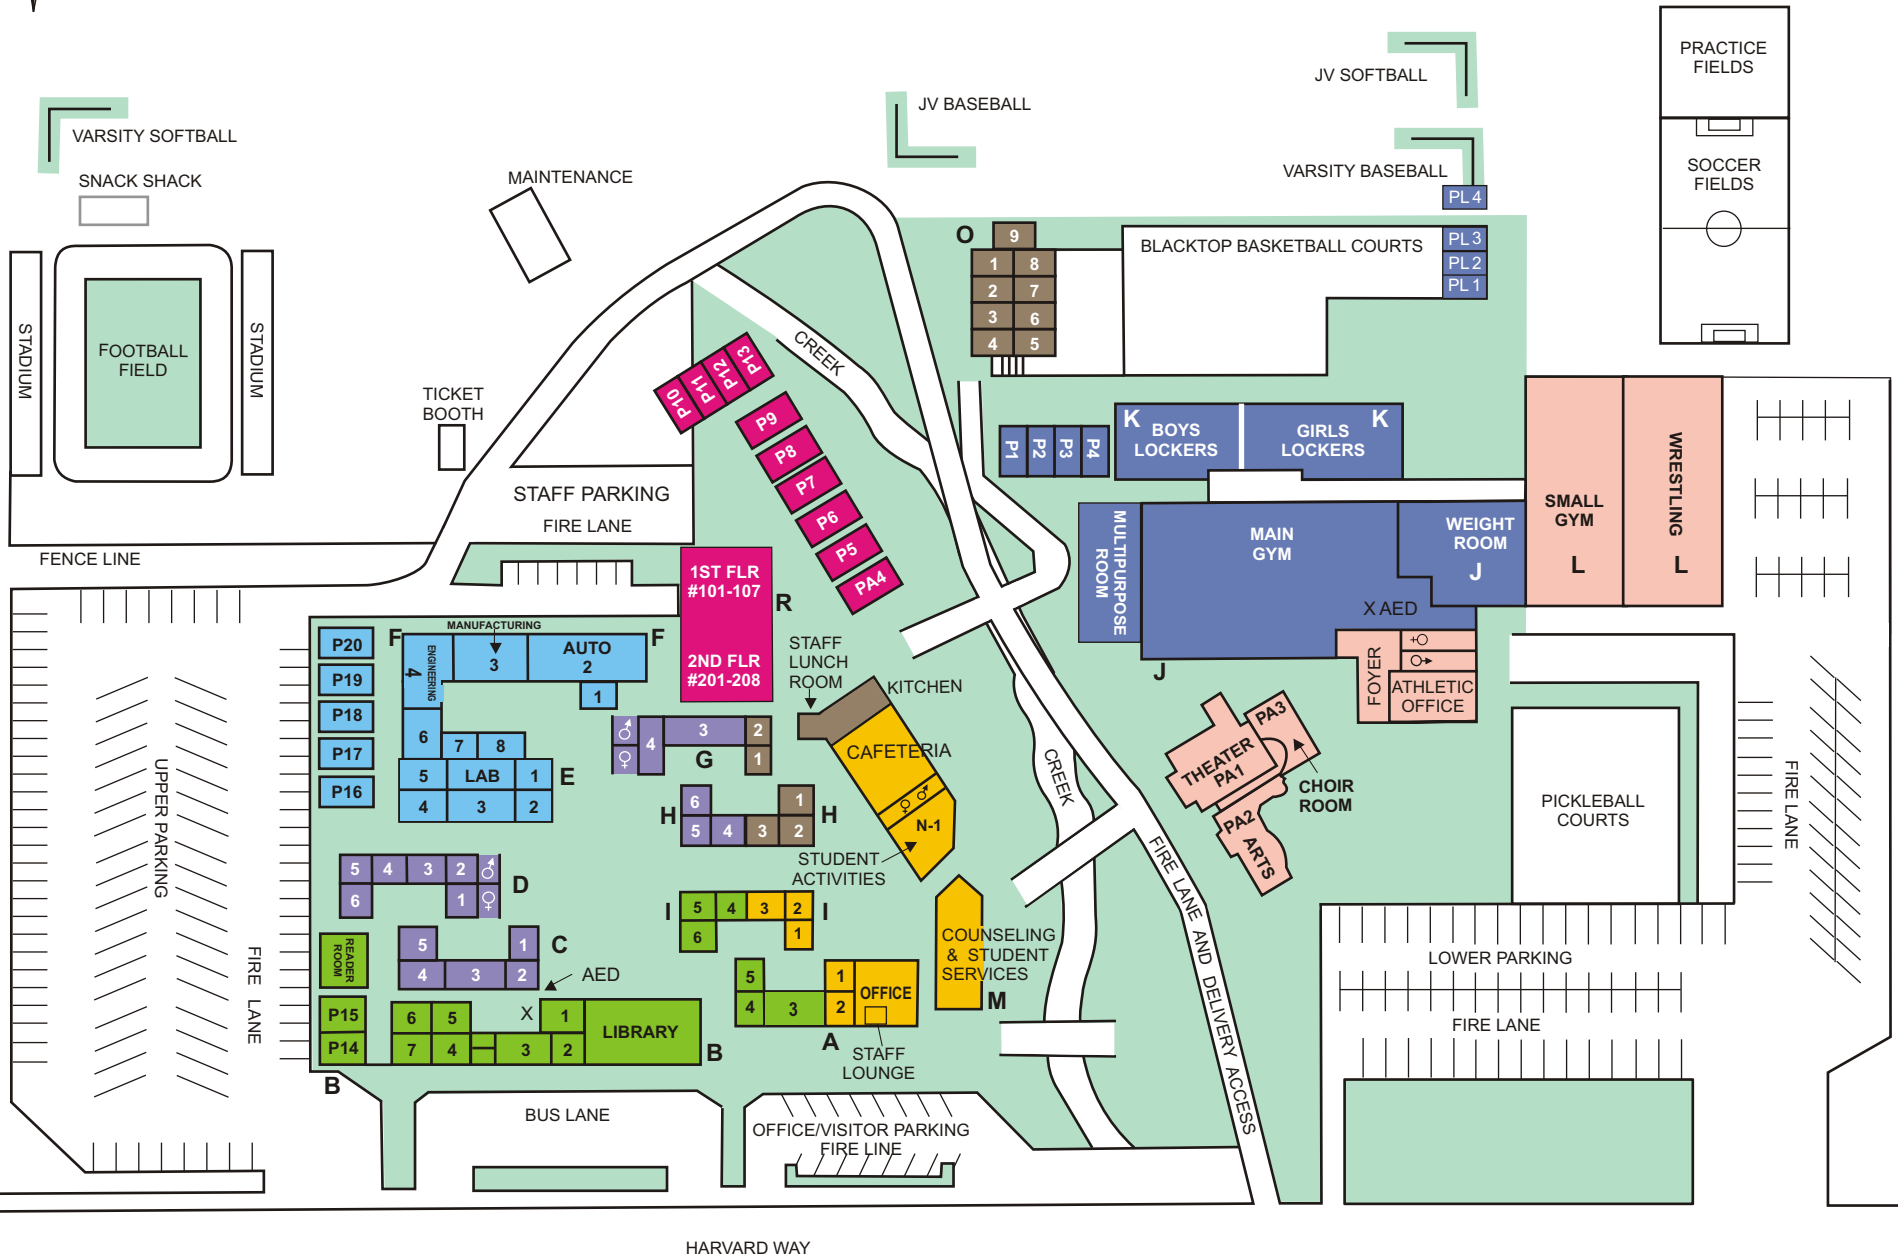 PRACTICE
FIELDS
JV SOFTBALL
JV BASEBALL
VARSITY SOFTBALL
SNACK SHACK
MAINTENANCE
VARSITY BASEBALL
SOCCER
FIELDS
PL 4
PL 3
PL 2
PL 1
O
9
1 8
2 7
3 6
4 5
BLACKTOP BASKETBALL COURTS
STADIUM
FOOTBALL
FIELD
STADIUM
TICKET
BOOTH
CREEK
P10
P11
P12
P13
P9
P8
P7
P6
P5
PA4
STAFF PARKING
FIRE LANE
FENCE LINE
P1
P2
P3
P4
K
BOYS
LOCKERS
GIRLS
LOCKERS
K
MULTIPURPOSE
ROOM
MAIN
GYM
WEIGHT
ROOM
J
SMALL
GYM
L
WRESTLING
L
X AED
J
FOYER
ATHLETIC
OFFICE
1ST FLR
#101-107
2ND FLR
#201-208
R
P20
P19
P18
P17
P16
F
MANUFACTURING
F
ENGINEERING
4
3
AUTO
2
1
6
7
8
5
LAB
1
E
4
3
2
STAFF
LUNCH
ROOM
KITCHEN
CAFETERIA
N-1
STUDENT
ACTIVITIES
4
3
2
1
G
H
6
1
H
5
4
3
2
THEATER
PA1
PA3
CHOIR
ROOM
PA2
ARTS
CREEK
PICKLEBALL
COURTS
FIRE LANE
UPPER PARKING
FIRE LANE
5
4
3
2
6
1
D
5
1
C
4
3
2
AED
READER
ROOM
P15
P14
B
6
5
X
1
LIBRARY
7
4
3
2
B
I
5
4
3
2
I
6
1
5
1
OFFICE
4
3
2
A
STAFF
LOUNGE
COUNSELING
& STUDENT
SERVICES
M
FIRE LANE AND DELIVERY ACCESS
LOWER PARKING
FIRE LANE
BUS LANE
OFFICE/VISITOR PARKING
FIRE LINE
HARVARD WAY